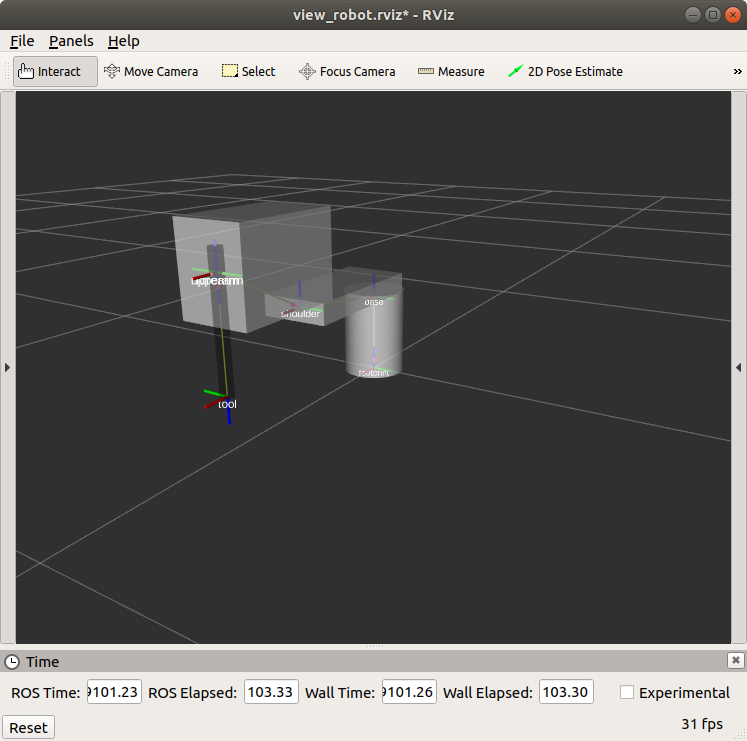 view_robot.rviz* - RViz
File Panels Help
Interact Move Camera Select Focus Camera Measure 2D Pose Estimate »
base
shoulder
tool
Time
ROS Time: 9101.23 ROS Elapsed: 103.33 Wall Time: 9101.26 Wall Elapsed: 103.30 Experimental
Reset 31 fps